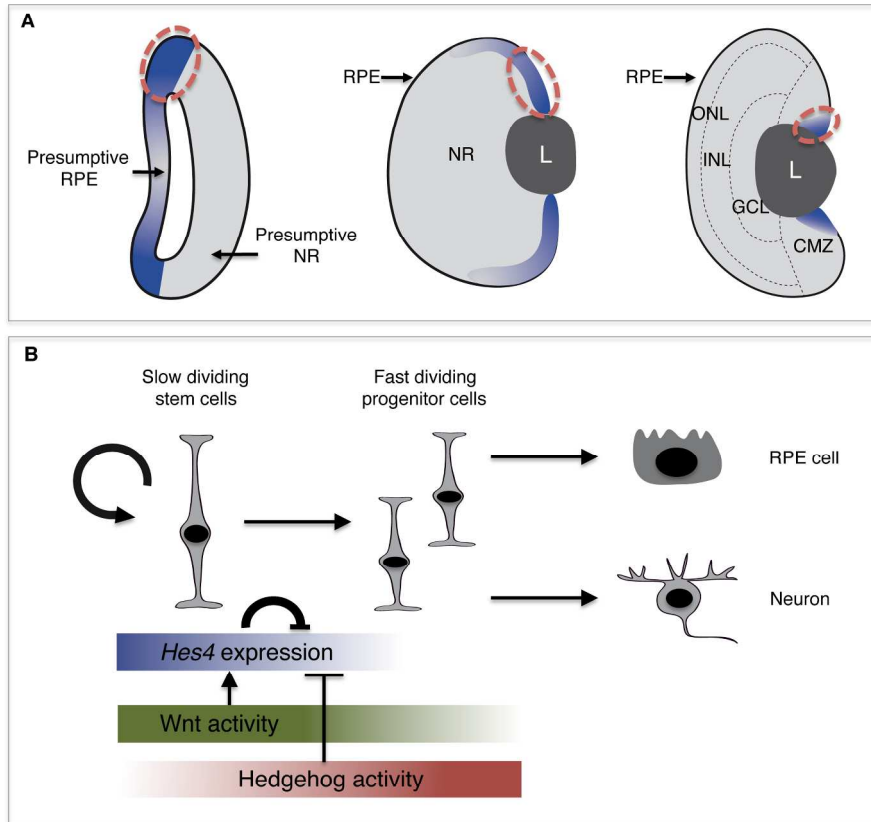 A
Presumptive
RPE
Presumptive
NR
RPE
NR
L
RPE
ONL
INL
GCL
L
CMZ
B
Slow dividing
stem cells
Fast dividing
progenitor cells
RPE cell
Neuron
Hes4 expression
Wnt activity
Hedgehog activity